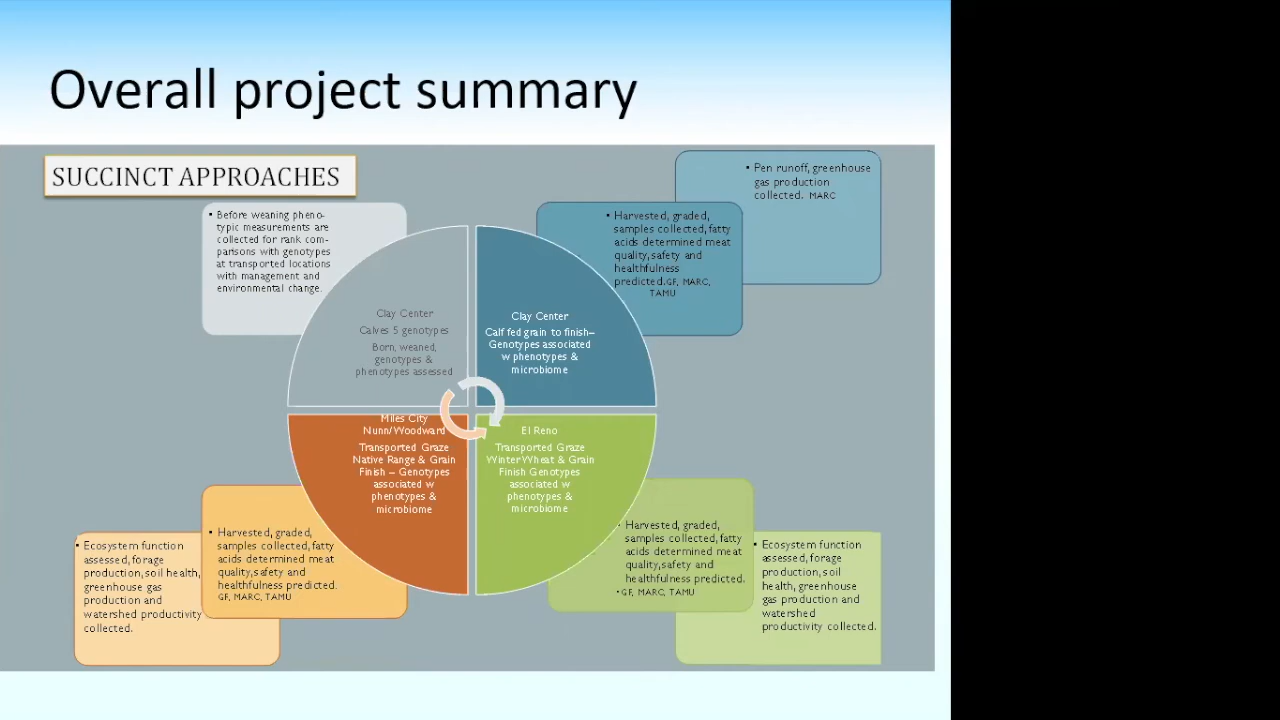 Overall project summary
SUCCINCT APPROACHES
• Before weaning pheno-
typic measurements are
collected for rank com-
parisons with genotypes
at transported locations
with management and
environmental change.
• Pen runoff, greenhouse
gas production
collected. MARC
• Harvested, graded,
samples collected, fatty
acids determined meat
quality, safety and
healthfulness
predicted. GF, MARC,
TAMU
Clay Center
Calves 5 genotypes
Born, weaned,
genotypes &
phenotypes assessed
Clay Center
Calf fed grain to finish–
Genotypes associated
w phenotypes &
microbiome
Miles City
Nunn/Woodward
Transported Graze
Native Range & Grain
Finish – Genotypes
associated w
phenotypes &
microbiome
El Reno
Transported Graze
Winter Wheat & Grain
Finish Genotypes
associated w
phenotypes &
microbiome
• Ecosystem function
assessed, forage
production, soil health,
greenhouse gas
production and
watershed productivity
collected.
• Harvested, graded,
samples collected, fatty
acids determined meat
quality, safety and
healthfulness predicted.
GF, MARC, TAMU
• Harvested, graded,
samples collected, fatty
acids determined meat
quality, safety and
healthfulness predicted.
• GF, MARC, TAMU
• Ecosystem function
assessed, forage
production, soil
health, greenhouse
gas production and
watershed
productivity collected.